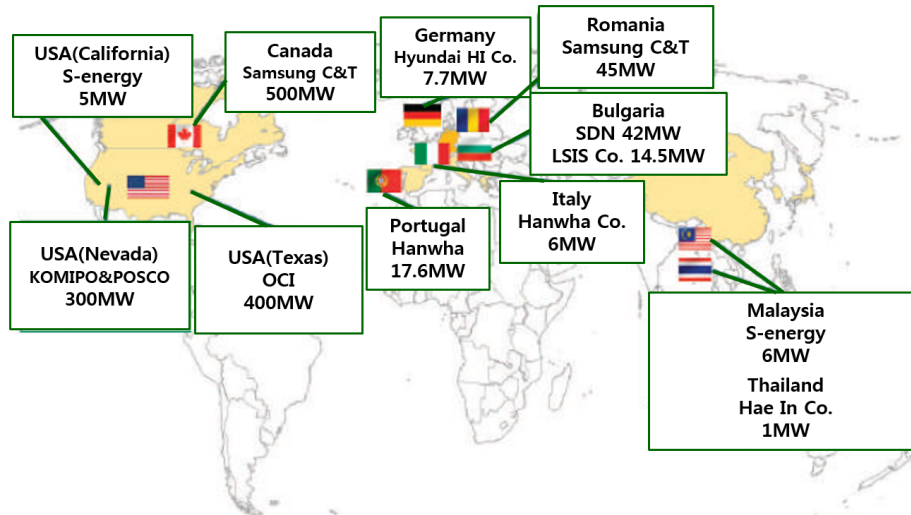 USA(California)
S-energy
5MW
Canada
Samsung C&T
500MW
Germany
Hyundai HI Co.
7.7MW
Romania
Samsung C&T
45MW
Bulgaria
SDN 42MW
LSIS Co. 14.5MW
USA(Nevada)
KOMIPO&POSCO
300MW
USA(Texas)
OCI
400MW
Portugal
Hanwha
17.6MW
Italy
Hanwha Co.
6MW
Malaysia
S-energy
6MW
Thailand
Hae In Co.
1MW